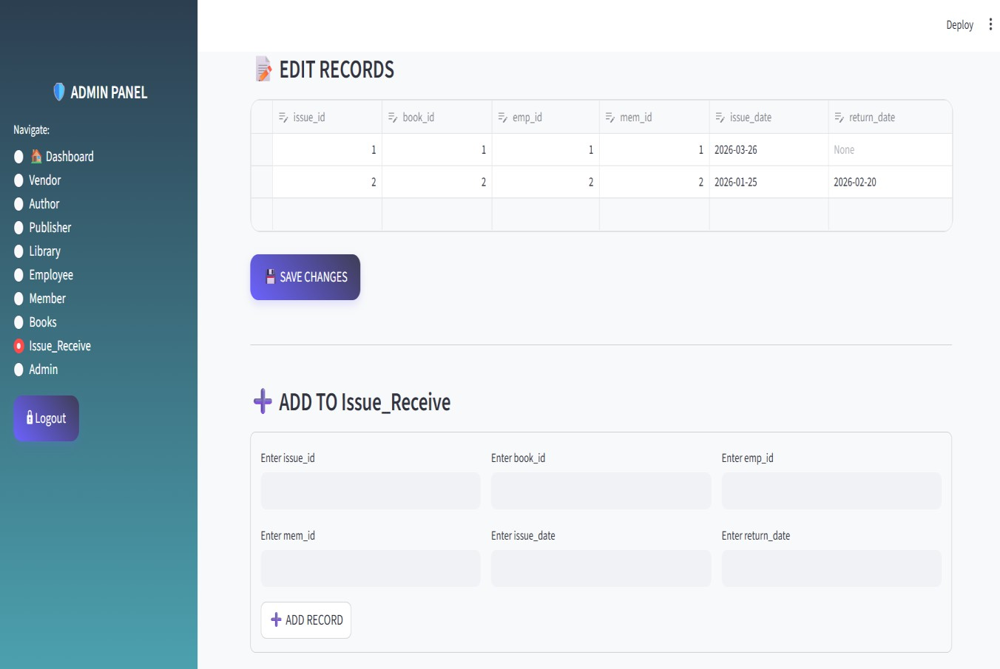 Deploy
ADMIN PANEL
Navigate:
Dashboard
Vendor
Author
Publisher
Library
Employee
Member
Books
Issue_Receive
Admin
Logout
EDIT RECORDS
issue_id book_id emp_id mem_id issue_date return_date
1 1 1 1 2026-03-26 None
2 2 2 2 2026-01-25 2026-02-20
SAVE CHANGES
ADD TO Issue_Receive
Enter issue_id Enter book_id Enter emp_id
Enter mem_id Enter issue_date Enter return_date
ADD RECORD